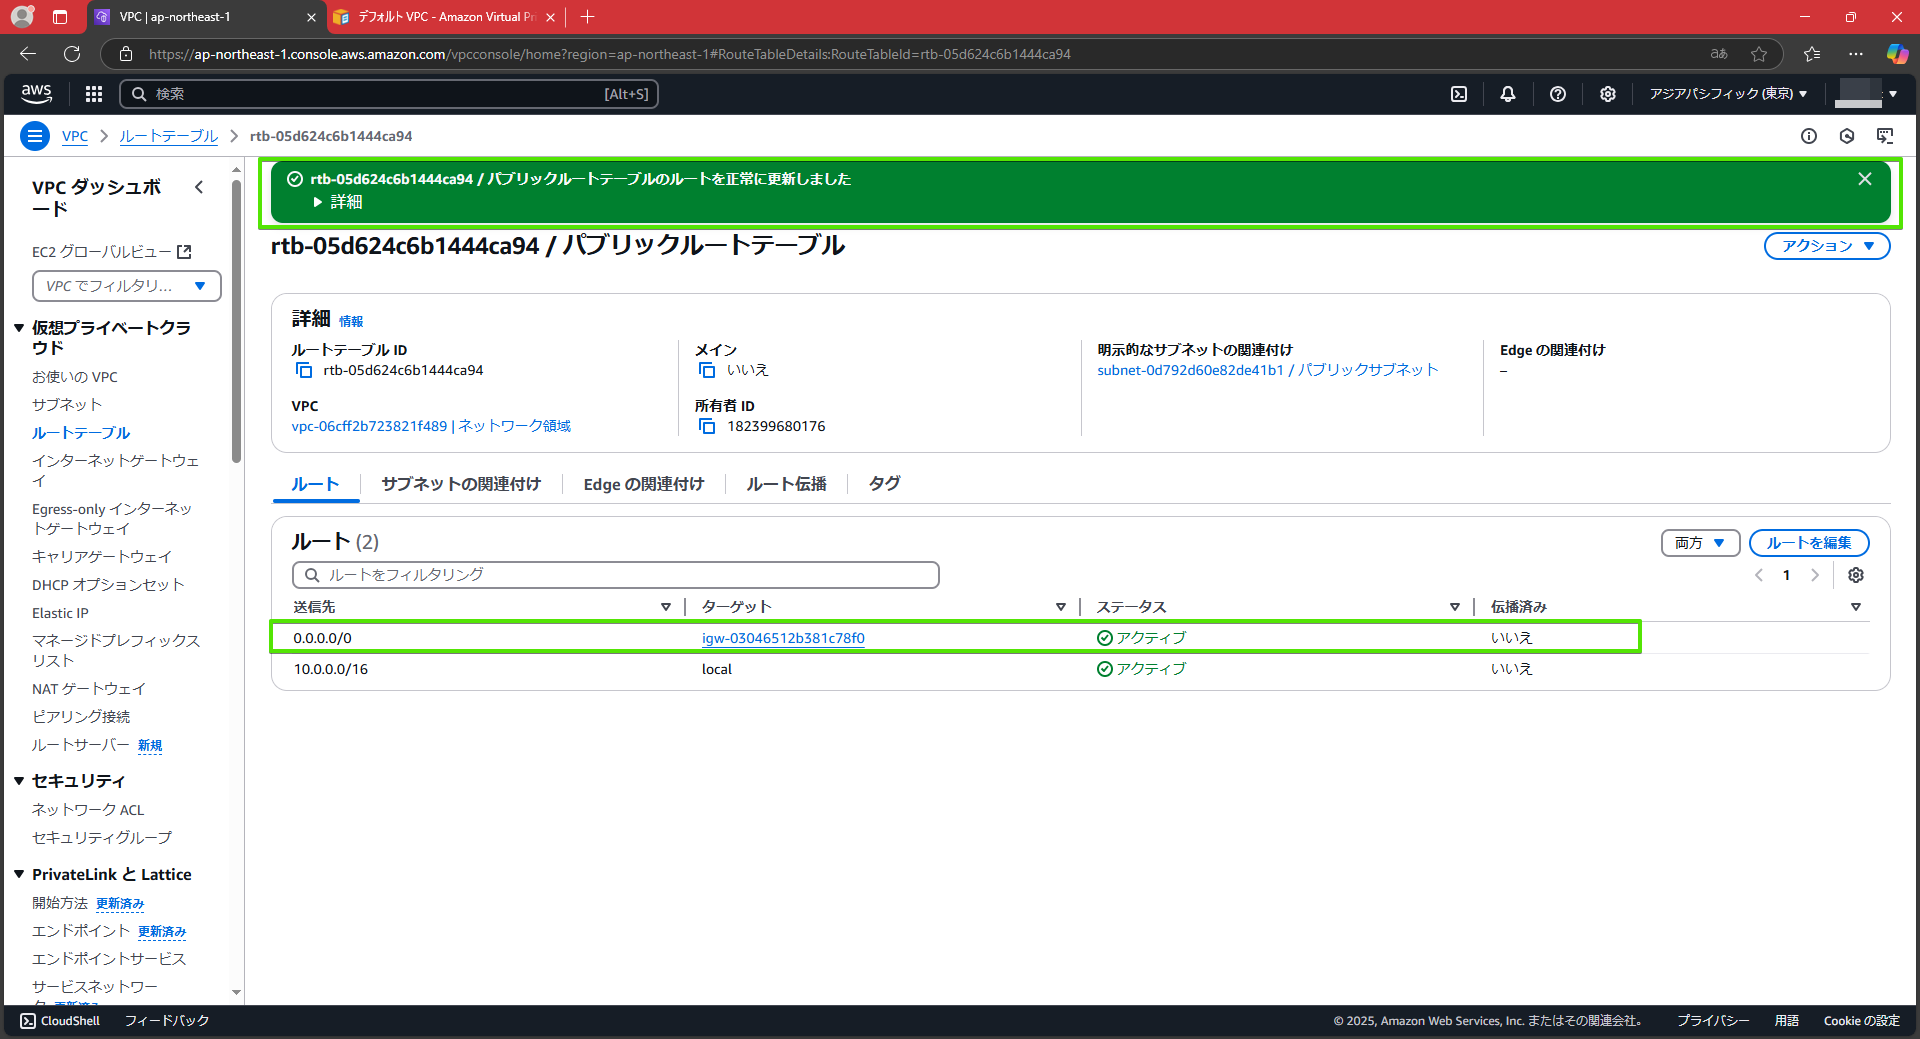 VPC | ap-northeast-1
デフォルト VPC - Amazon Virtual Pri
https://ap-northeast-1.console.aws.amazon.com/vpcconsole/home?region=ap-northeast-1#RouteTableDetails:RouteTableId=rtb-05d624c6b1444ca94
aあ
aws
検索
[Alt+S]
アジアパシフィック (東京)
VPC
ルートテーブル
rtb-05d624c6b1444ca94
VPC ダッシュボ
ード
EC2 グローバルビュー
VPC でフィルタリ...
仮想プライベートクラ
ウド
お使いの VPC
サブネット
ルートテーブル
インターネットゲートウェ
イ
Egress-only インターネッ
トゲートウェイ
キャリアゲートウェイ
DHCP オプションセット
Elastic IP
マネージドプレフィックス
リスト
NAT ゲートウェイ
ピアリング接続
ルートサーバー 新規
セキュリティ
ネットワーク ACL
セキュリティグループ
PrivateLink と Lattice
開始方法 更新済み
エンドポイント 更新済み
エンドポイントサービス
サービスネットワー
ク 更新済み
rtb-05d624c6b1444ca94 / パブリックルートテーブルのルートを正常に更新しました
詳細
rtb-05d624c6b1444ca94 / パブリックルートテーブル
アクション
詳細 情報
ルートテーブル ID
rtb-05d624c6b1444ca94
メイン
いいえ
明示的なサブネットの関連付け
subnet-0d792d60e82de41b1 / パブリックサブネット
Edge の関連付け
–
VPC
vpc-06cff2b723821f489 | ネットワーク領域
所有者 ID
182399680176
ルート
サブネットの関連付け
Edge の関連付け
ルート伝播
タグ
ルート (2)
両方
ルートを編集
ルートをフィルタリング
1
送信先
ターゲット
ステータス
伝播済み
0.0.0.0/0
igw-03046512b381c78f0
アクティブ
いいえ
10.0.0.0/16
local
アクティブ
いいえ
CloudShell
フィードバック
© 2025, Amazon Web Services, Inc. またはその関連会社。
プライバシー
用語
Cookie の設定